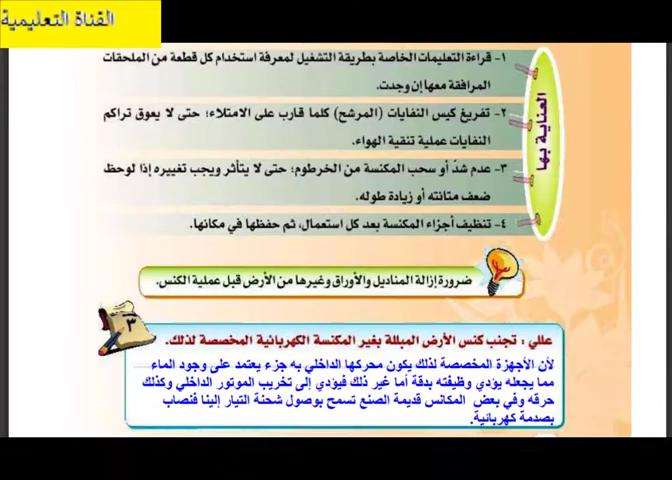 القناة التعليمية
العناية بها
١- قراءة التعليمات الخاصة بطريقة التشغيل لمعرفة استخدام كل قطعة من الملحقات
المرافقة معها إن وجدت.
٢- تفريغ كيس النفايات (المرشح) كلما قارب على الامتلاء؛ حتى لا يعوق تراكم
النفايات عملية تنقية الهواء.
٣- عدم شدّ أو سحب المكنسة من الخرطوم؛ حتى لا يتأثر ويجب تغييره إذا لوحظ
ضعف متانته أو زيادة طوله.
٤- تنظيف أجزاء المكنسة بعد كل استعمال، ثم حفظها في مكانها.
ضرورة إزالة المناديل والأوراق وغيرها من الأرض قبل عملية الكنس.
٣
عللي : تجنب كنس الأرض المبللة بغير المكنسة الكهربائية المخصصة لذلك.
لأن الأجهزة المخصصة لذلك يكون محركها الداخلي به جزء يعتمد على وجود الماء
مما يجعله يؤدي وظيفته بدقة أما غير ذلك فيؤدي إلى تخريب الموتور الداخلي وكذلك
حرقه وفي بعض المكانس قديمة الصنع تسمح بوصول شحنة التيار إلينا فنصاب
بصدمة كهربائية.